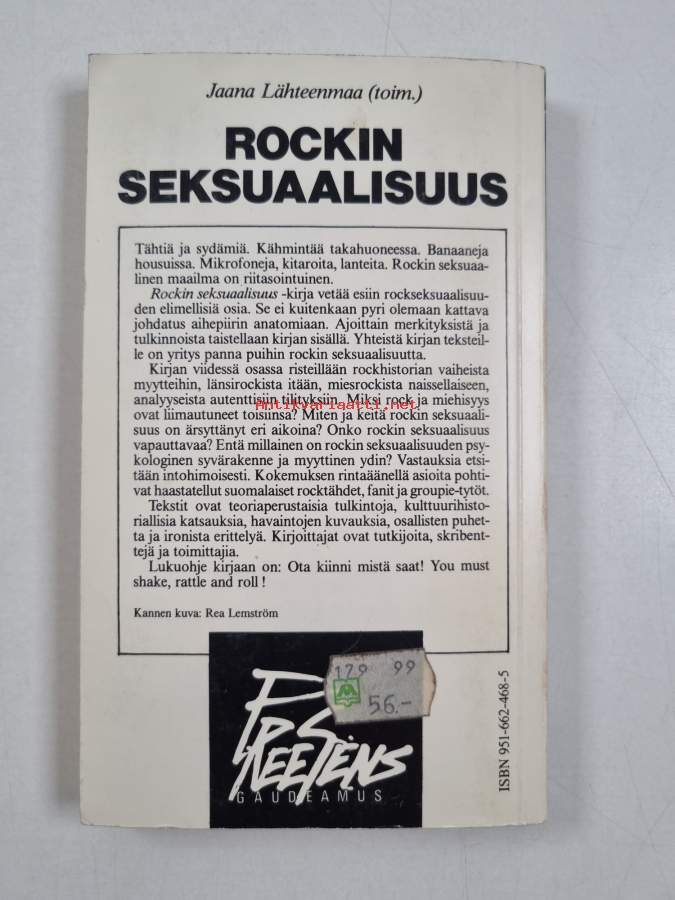 Jaana Lähteenmaa (toim.)
ROCKIN
SEKSUAALISUUS
Tähtiä ja sydämiä. Kähmintää takahuoneessa. Banaaneja
housuissa. Mikrofoneja, kitaroita, lanteita. Rockin seksuaa-
linen maailma on riitasointuinen.
Rockin seksuaalisuus -kirja vetää esiin rockseksuaalisuu-
den elimellisiä osia. Se ei kuitenkaan pyri olemaan kattava
johdatus aihepiirin anatomiaan. Ajoittain merkityksistä ja
tulkinnoista taistellaan kirjan sisällä. Yhteistä kirjan teksteil-
le on yritys panna puihin rockin seksuaalisuutta.
Kirjan viidessä osassa risteillään rockhistorian vaiheista
myytteihin, länsirockista itään, miesrockista naissellaiseen,
analyyseista autenttisiin tilityksiin. Miksi rock ja miehisyys
antikvariaatti.net
ovat liimautuneet toisiinsa? Miten ja keitä rockin seksuaali-
suus on ärsyttänyt eri aikoina? Onko rockin seksuaalisuus
vapauttavaa? Entä millainen on rockin seksuaalisuuden psy-
kologinen syvärakenne ja myyttinen ydin? Vastauksia etsi-
tään intohimoisesti. Kokemuksen rintaäänellä asioita pohti-
vat haastatellut suomalaiset rocktähdet, fanit ja groupie-tytöt.
Tekstit ovat teoriaperustaisia tulkintoja, kulttuurihisto-
riallisia katsauksia, havaintojen kuvauksia, osallisten puhet-
ta ja ironista erittelyä. Kirjoittajat ovat tutkijoita, skribent-
tejä ja toimittajia.
Lukuohje kirjaan on: Ota kiinni mistä saat! You must
shake, rattle and roll!
Kannen kuva: Rea Lemström
179 99
56.-
PREESENS
GAUDEAMUS
ISBN 951-662-468-5